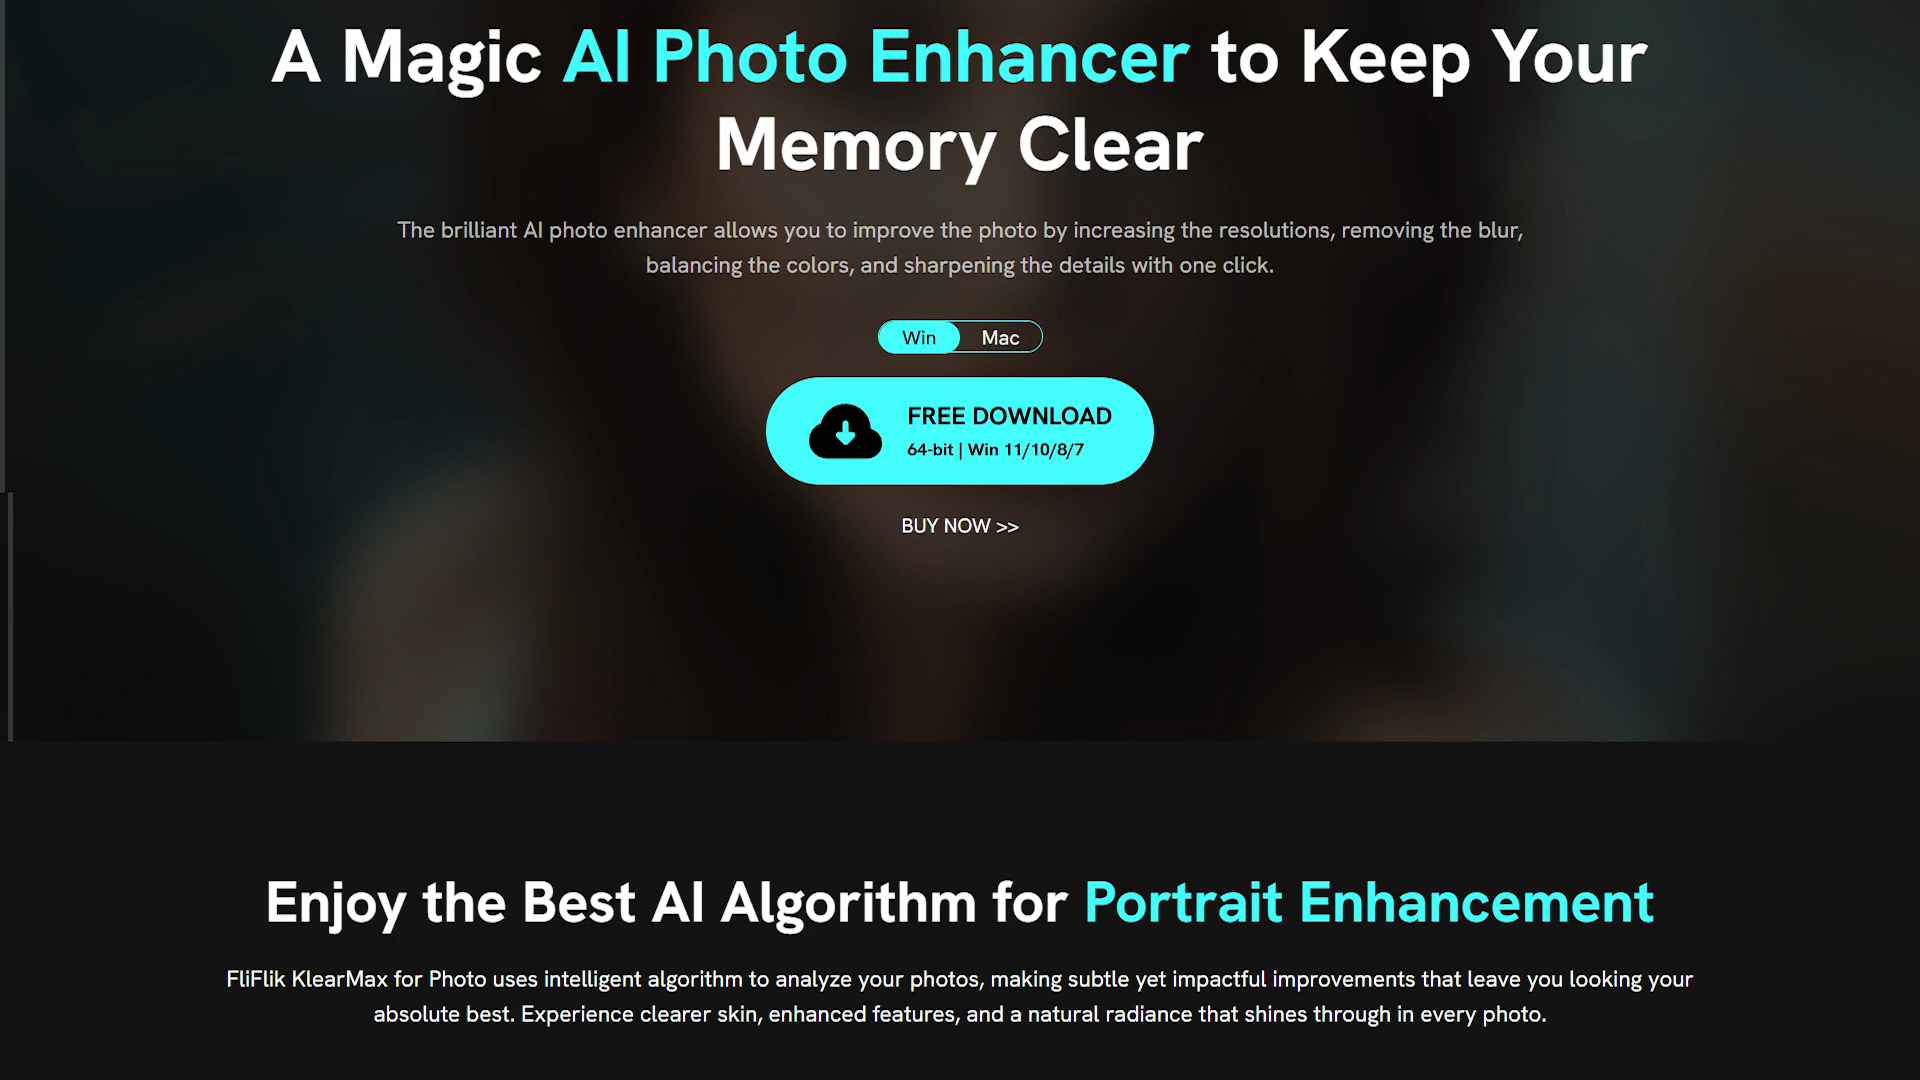 A Magic AI Photo Enhancer to Keep Your
Memory Clear
The brilliant AI photo enhancer allows you to improve the photo by increasing the resolutions, removing the blur,
balancing the colors, and sharpening the details with one click.
Win Mac
FREE DOWNLOAD
64-bit | Win 11/10/8/7
BUY NOW >>
Enjoy the Best AI Algorithm for Portrait Enhancement
FliFlik KlearMax for Photo uses intelligent algorithm to analyze your photos, making subtle yet impactful improvements that leave you looking your
absolute best. Experience clearer skin, enhanced features, and a natural radiance that shines through in every photo.